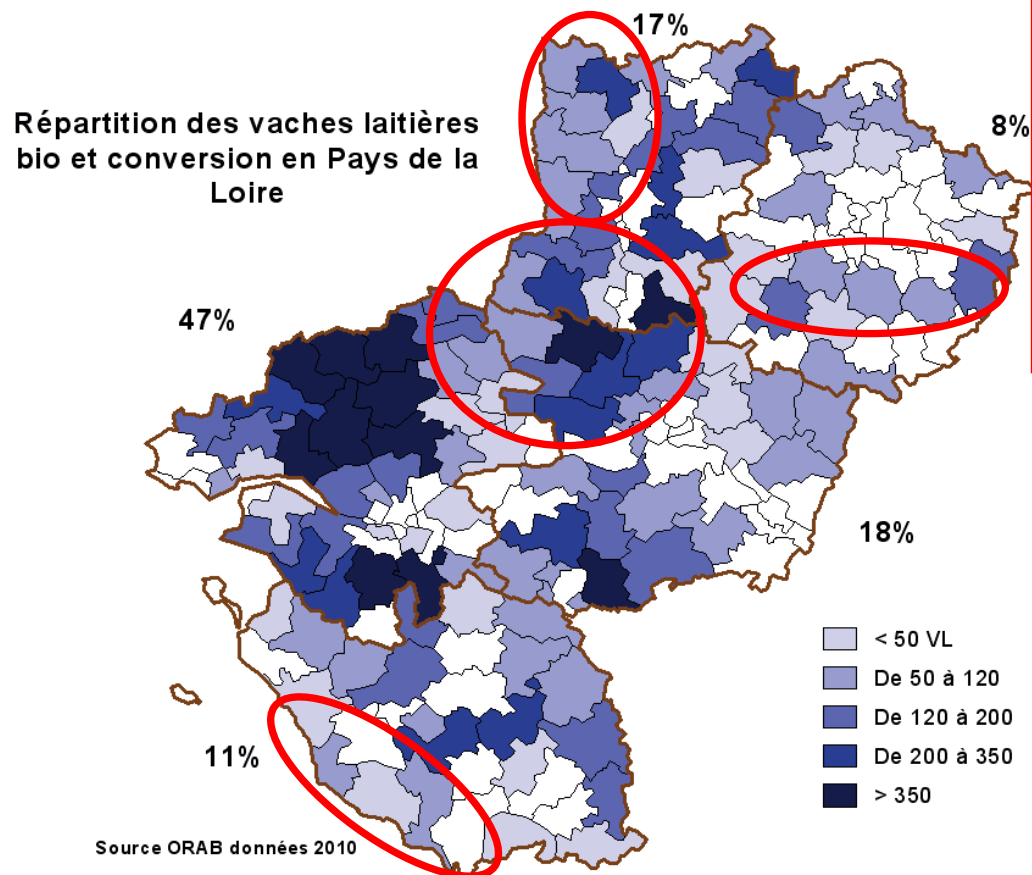 17%
Répartition des vaches laitières
bio et conversion en Pays de la
Loire
8%
47%
18%
11%
< 50 VL
De 50 à 120
De 120 à 200
De 200 à 350
> 350
Source ORAB données 2010